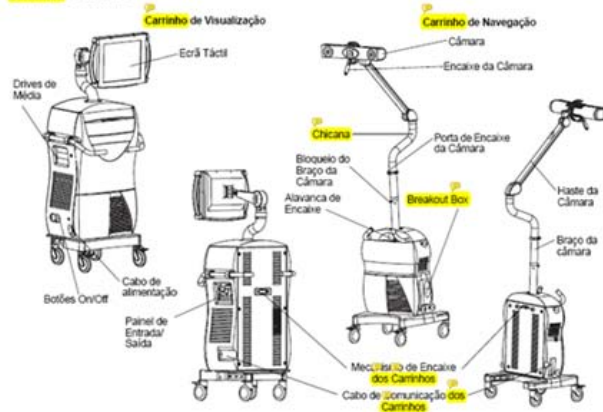 Carrinho de Visualização
Carrinho de Navegação
Ecrã Táctil
Câmara
Encaixe da Câmara
Drives de
Média
Chicana
Porta de Encaixe
da Câmara
Bloqueio do
Braço da
Câmara
Haste da
Câmara
Alavanca de
Encaixe
Breakout Box
Braço da
câmara
Cabo de
alimentação
Botões On/Off
Painel de
Entrada/
Saída
Mecanismo de Encaixe
dos Carrinhos
Cabo de Comunicação dos
Carrinhos